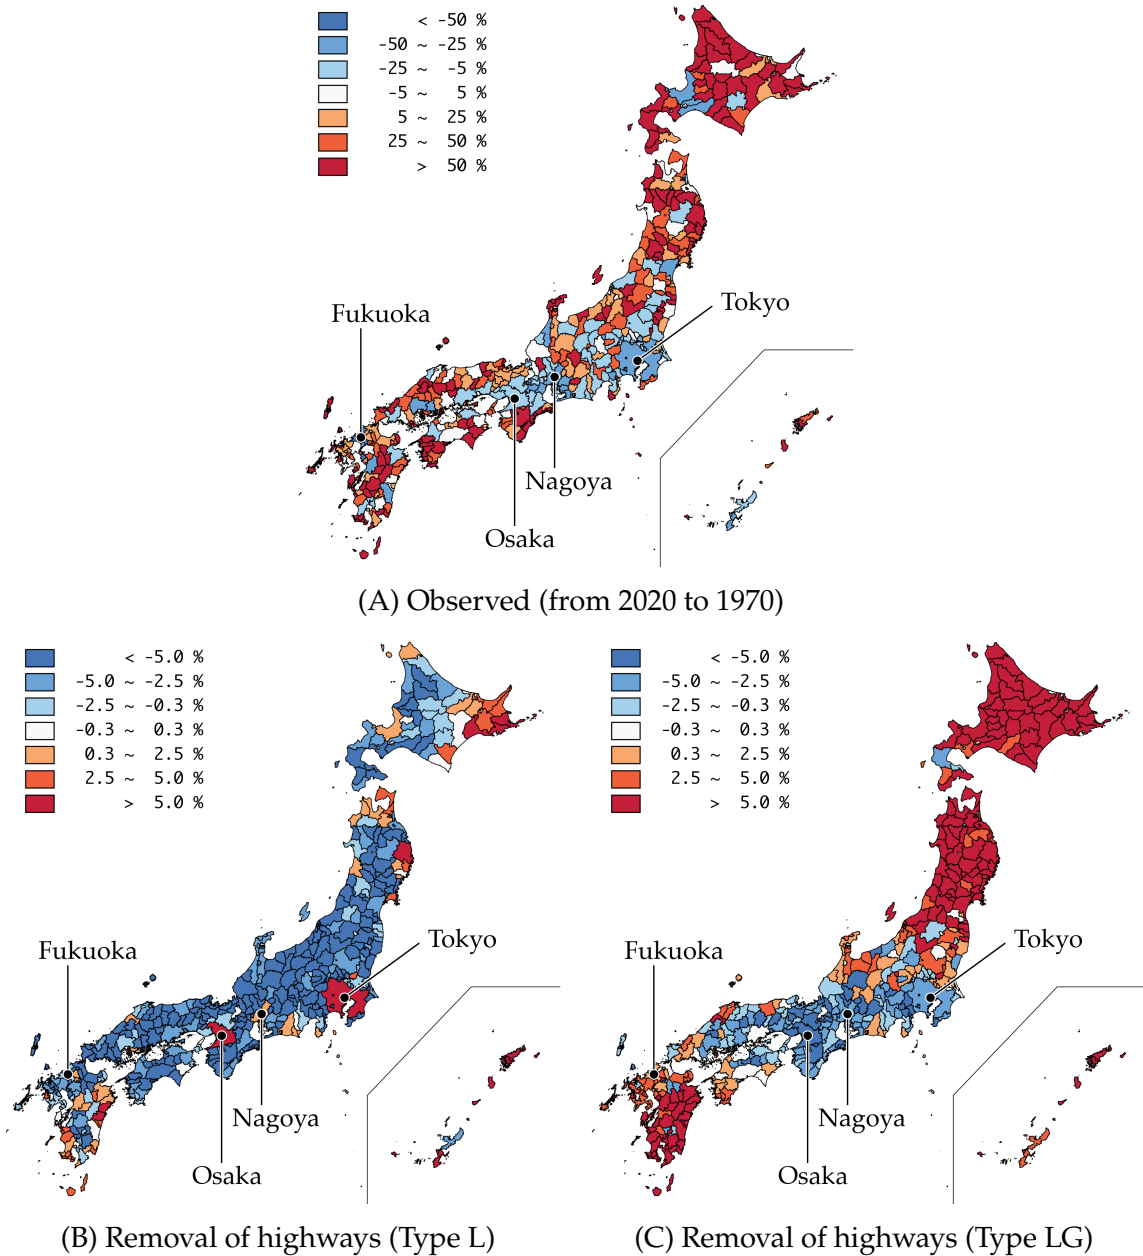 < -50 %
-50 ~ -25 %
-25 ~ -5 %
-5 ~ 5 %
5 ~ 25 %
25 ~ 50 %
> 50 %
Fukuoka
Tokyo
Nagoya
Osaka
(A) Observed (from 2020 to 1970)
< -5.0 %
-5.0 ~ -2.5 %
-2.5 ~ -0.3 %
-0.3 ~ 0.3 %
0.3 ~ 2.5 %
2.5 ~ 5.0 %
> 5.0 %
Fukuoka
Tokyo
Nagoya
Osaka
(B) Removal of highways (Type L)
< -5.0 %
-5.0 ~ -2.5 %
-2.5 ~ -0.3 %
-0.3 ~ 0.3 %
0.3 ~ 2.5 %
2.5 ~ 5.0 %
> 5.0 %
Fukuoka
Tokyo
Nagoya
Osaka
(C) Removal of highways (Type LG)